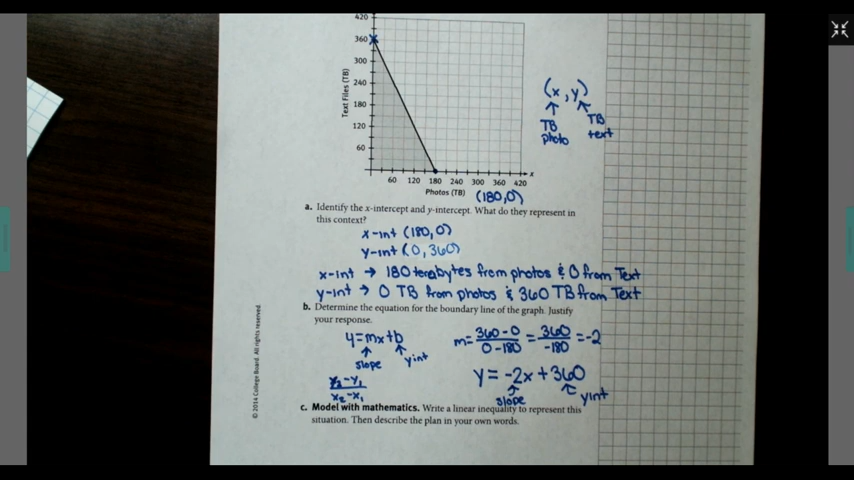 420
360
300
240
180
120
60
Text Files (TB)
60 120 180 240 300 360 420
x
Photos (TB)
(180,0)
(x, y)
TB photo
TB text
a. Identify the x-intercept and y-intercept. What do they represent in
this context?
x-int (180,0)
y-int (0,360)
x-int → 180 terabytes from photos & 0 from Text
y-int → 0 TB from photos & 360 TB from Text
b. Determine the equation for the boundary line of the graph. Justify
your response.
y=mx+b
slope
yint
y₂-y₁
x₂-x₁
m= 360-0 / 0-180 = 360 / -180 = -2
y = -2x + 360
slope
yint
c. Model with mathematics. Write a linear inequality to represent this
situation. Then describe the plan in your own words.
© 2014 College Board. All rights reserved.